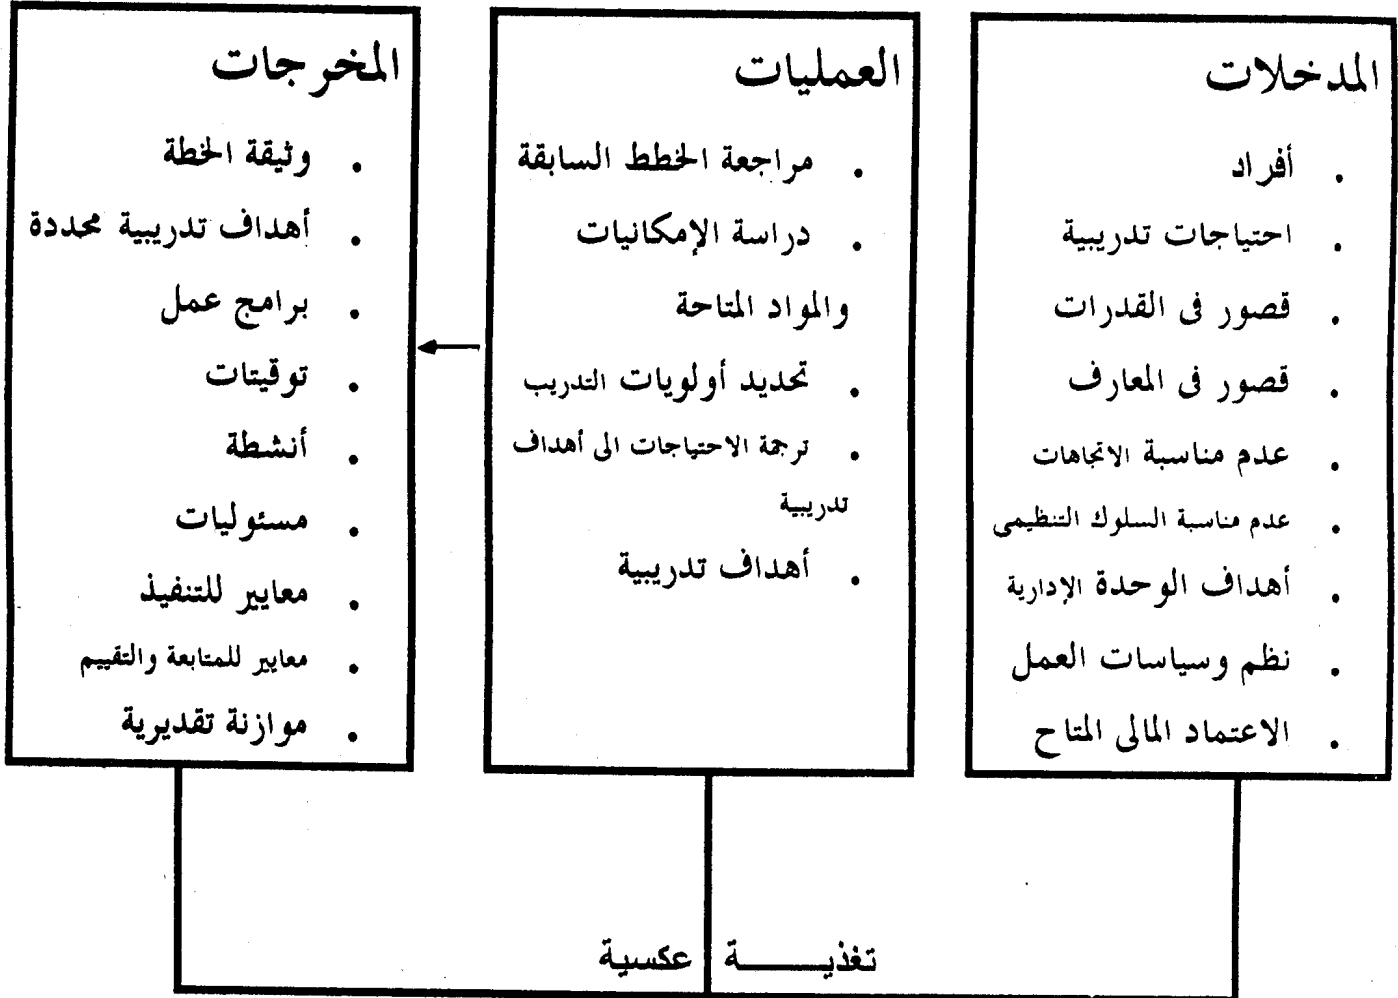 المدخلات
. أفراد
. احتياجات تدريبية
. قصور فى القدرات
. قصور فى المعارف
. عدم مناسبة الاتجاهات
. عدم مناسبة السلوك التنظيمى
. أهداف الوحدة الإدارية
. نظم وسياسات العمل
. الاعتماد المالى المتاح
العمليات
. مراجعة الخطط السابقة
. دراسة الإمكانيات
والمواد المتاحة
. تحديد أولويات التدريب
. ترجمة الاحتياجات الى أهداف
تدريبية
. أهداف تدريبية
المخرجات
. وثيقة الخطة
. أهداف تدريبية محددة
. برامج عمل
. توقيتات
. أنشطة
. مسئوليات
. معايير للتنفيذ
. معايير للمتابعة والتقييم
. موازنة تقديرية
تغذيـــــة عكسية